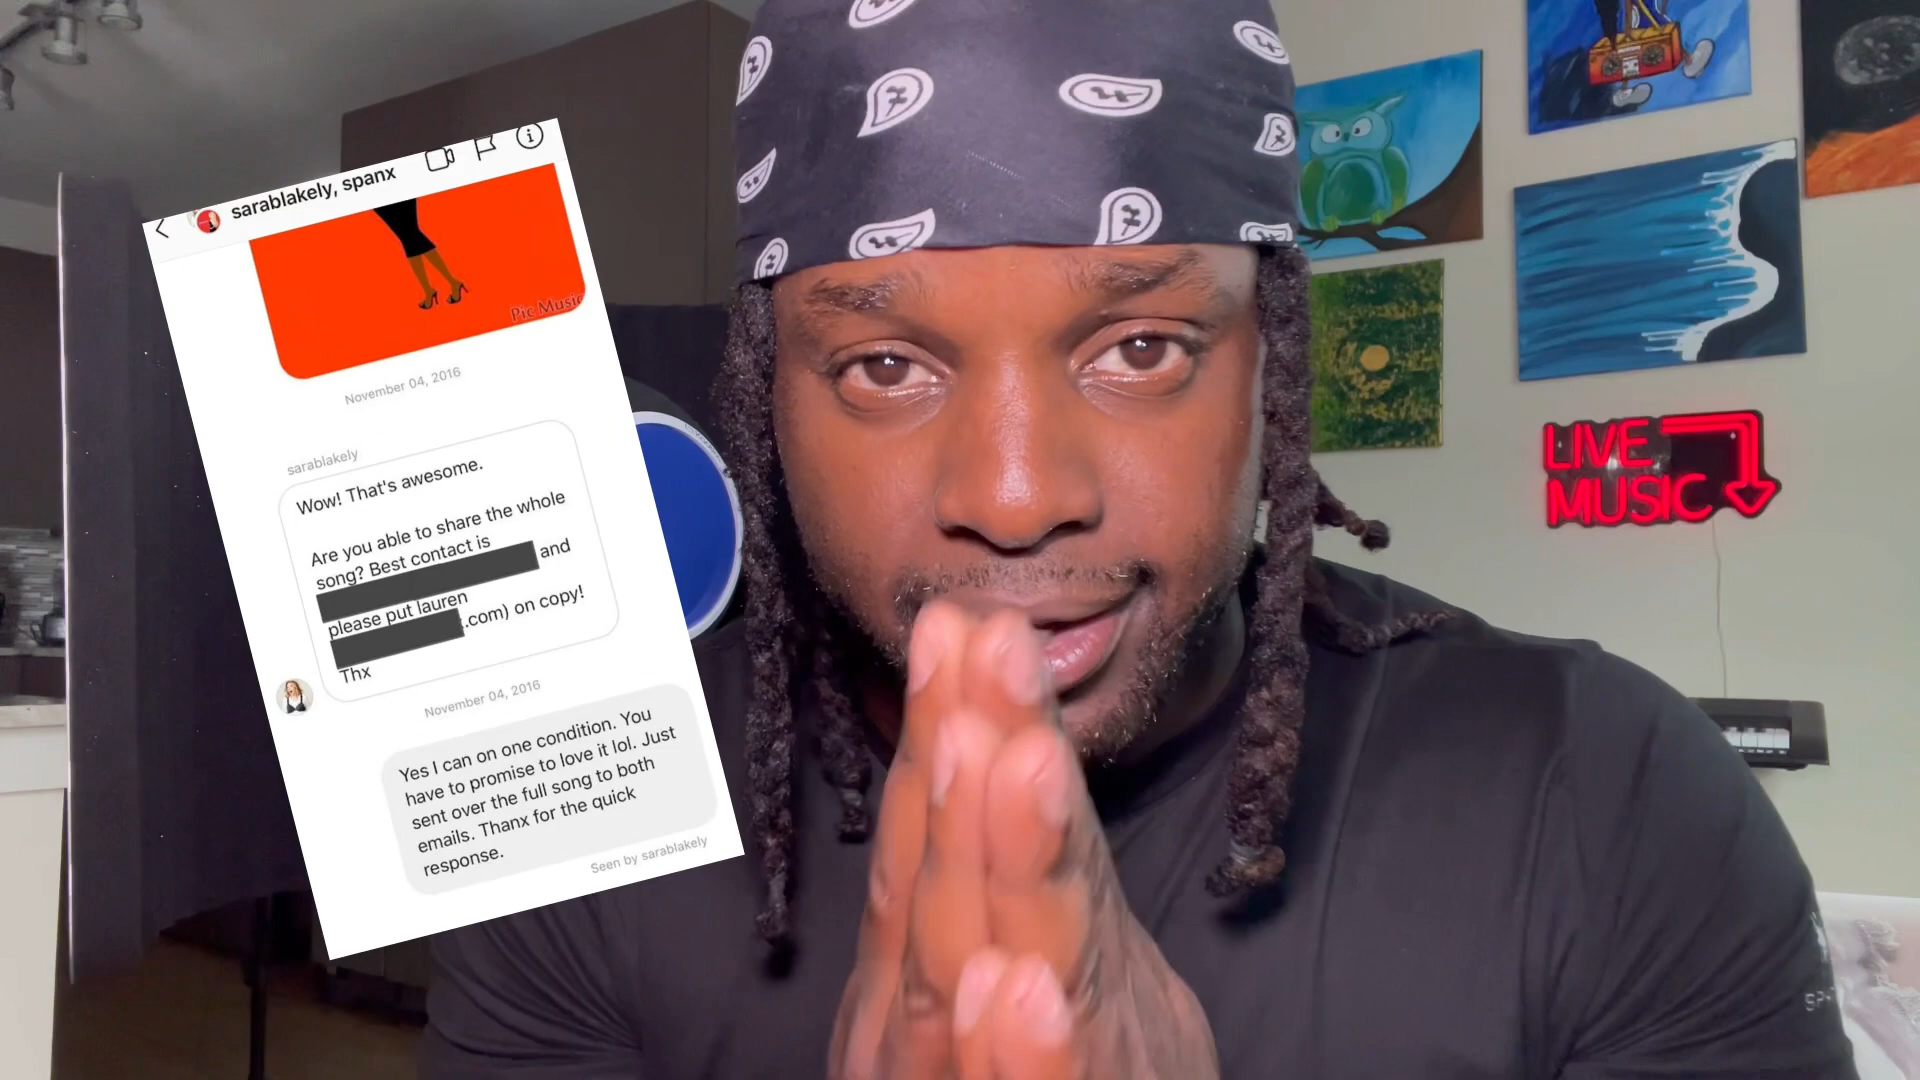 sarablakely, spanx
Pic Music
November 04, 2016
sarablakely
Wow! That's awesome.
Are you able to share the whole
song? Best contact is
and
please put lauren
.com) on copy!
Thx
November 04, 2016
Yes I can on one condition. You
have to promise to love it lol. Just
sent over the full song to both
emails. Thanx for the quick
response.
Seen by sarablakely
LIVE
MUSIC